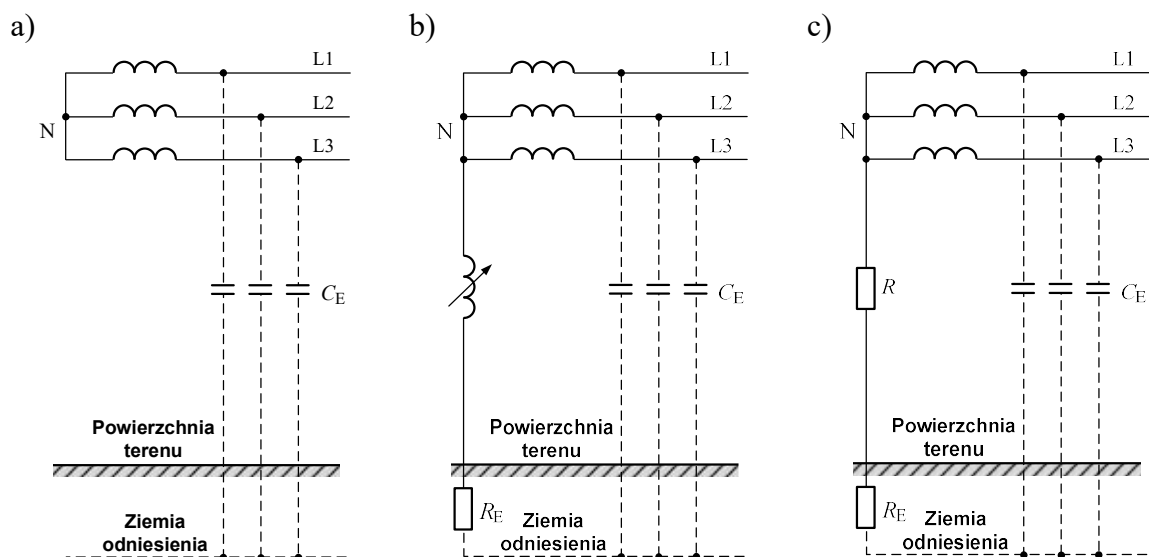 a)
L1
L2
N
L3
C_E
Powierzchnia
terenu
Ziemia
odniesienia
b)
L1
L2
N
L3
C_E
Powierzchnia
terenu
R_E
Ziemia
odniesienia
c)
L1
L2
N
L3
R
C_E
Powierzchnia
terenu
R_E
Ziemia
odniesienia